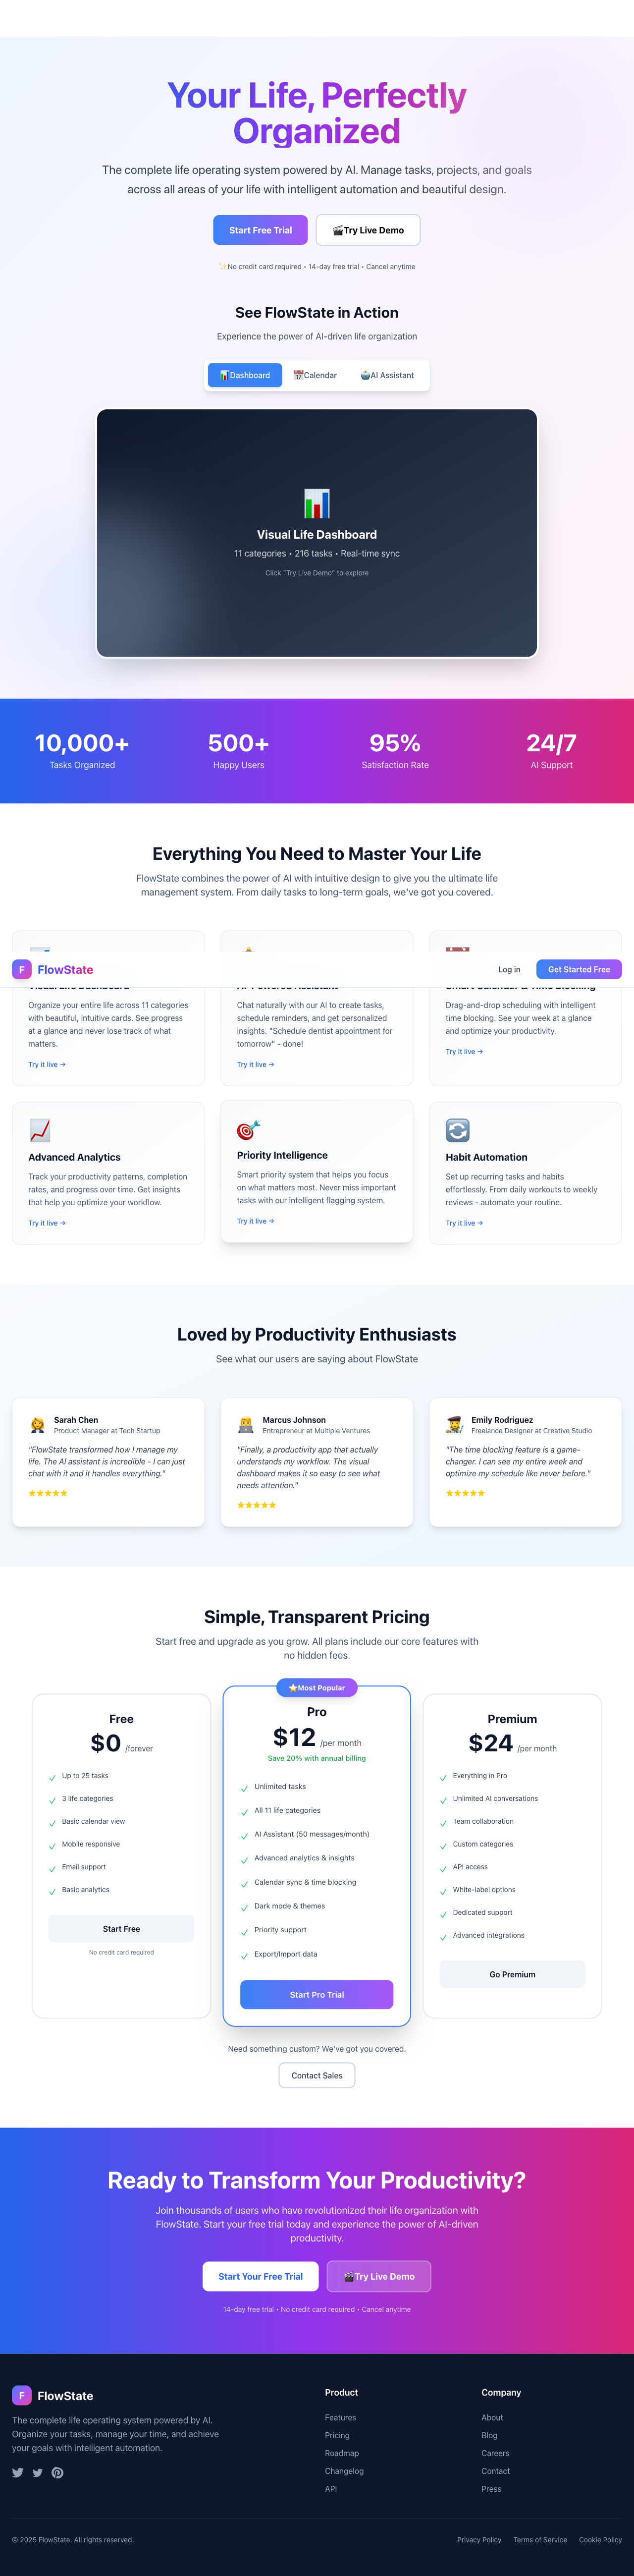 Your Life, Perfectly
Organized
The complete life operating system powered by AI. Manage tasks, projects, and goals
across all areas of your life with intelligent automation and beautiful design.
Start Free Trial
🎬Try Live Demo
✨No credit card required • 14-day free trial • Cancel anytime
See FlowState in Action
Experience the power of AI-driven life organization
📊Dashboard
📅Calendar
🤖AI Assistant
Visual Life Dashboard
11 categories • 216 tasks • Real-time sync
Click "Try Live Demo" to explore
10,000+
Tasks Organized
500+
Happy Users
95%
Satisfaction Rate
24/7
AI Support
Everything You Need to Master Your Life
FlowState combines the power of AI with intuitive design to give you the ultimate life
management system. From daily tasks to long-term goals, we've got you covered.
F
FlowState
Log in
Get Started Free
Organize your entire life across 11 categories
with beautiful, intuitive cards. See progress
at a glance and never lose track of what
matters.
Try it live →
Chat naturally with our AI to create tasks,
schedule reminders, and get personalized
insights. "Schedule dentist appointment for
tomorrow" - done!
Try it live →
Drag-and-drop scheduling with intelligent
time blocking. See your week at a glance
and optimize your productivity.
Try it live →
Advanced Analytics
Track your productivity patterns, completion
rates, and progress over time. Get insights
that help you optimize your workflow.
Try it live →
Priority Intelligence
Smart priority system that helps you focus
on what matters most. Never miss important
tasks with our intelligent flagging system.
Try it live →
Habit Automation
Set up recurring tasks and habits
effortlessly. From daily workouts to weekly
reviews - automate your routine.
Try it live →
Loved by Productivity Enthusiasts
See what our users are saying about FlowState
Sarah Chen
Product Manager at Tech Startup
"FlowState transformed how I manage my
life. The AI assistant is incredible - I can just
chat with it and it handles everything."
Marcus Johnson
Entrepreneur at Multiple Ventures
"Finally, a productivity app that actually
understands my workflow. The visual
dashboard makes it so easy to see what
needs attention."
Emily Rodriguez
Freelance Designer at Creative Studio
"The time blocking feature is a game-
changer. I can see my entire week and
optimize my schedule like never before."
Simple, Transparent Pricing
Start free and upgrade as you grow. All plans include our core features with
no hidden fees.
Free
$0 /forever
Up to 25 tasks
3 life categories
Basic calendar view
Mobile responsive
Email support
Basic analytics
Start Free
No credit card required
⭐Most Popular
Pro
$12 /per month
Save 20% with annual billing
Unlimited tasks
All 11 life categories
AI Assistant (50 messages/month)
Advanced analytics & insights
Calendar sync & time blocking
Dark mode & themes
Priority support
Export/Import data
Start Pro Trial
Premium
$24 /per month
Everything in Pro
Unlimited AI conversations
Team collaboration
Custom categories
API access
White-label options
Dedicated support
Advanced integrations
Go Premium
Need something custom? We've got you covered.
Contact Sales
Ready to Transform Your Productivity?
Join thousands of users who have revolutionized their life organization with
FlowState. Start your free trial today and experience the power of AI-driven
productivity.
Start Your Free Trial
🎬Try Live Demo
14-day free trial • No credit card required • Cancel anytime
F
FlowState
The complete life operating system powered by AI.
Organize your tasks, manage your time, and achieve
your goals with intelligent automation.
Product
Features
Pricing
Roadmap
Changelog
API
Company
About
Blog
Careers
Contact
Press
© 2025 FlowState. All rights reserved.
Privacy Policy
Terms of Service
Cookie Policy